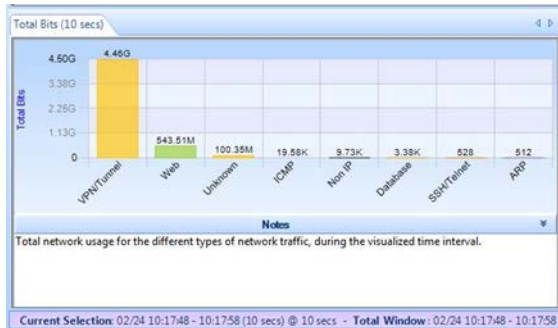 Total Bits (10 secs)
4.50G
3.38G
2.25G
1.13G
0
Total Bits
4.46G
543.51M
100.35M
19.58K
9.73K
3.38K
528
512
VPN/Tunnel
Web
Unknown
ICMP
Non IP
Database
SSH/Telnet
ARP
Notes
Total network usage for the different types of network traffic, during the visualized time interval.
Current Selection: 02/24 10:17:48 - 10:17:58 (10 secs) @ 10 secs - Total Window: 02/24 10:17:48 - 10:17:58